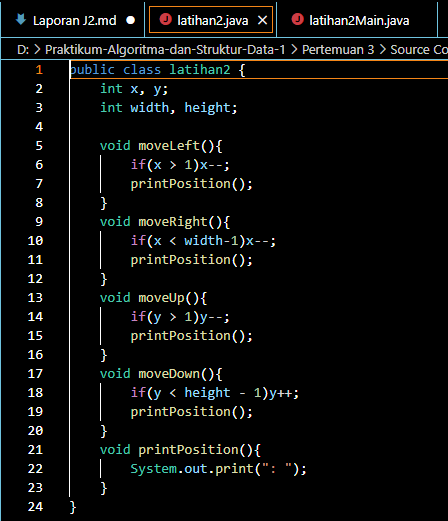 Laporan J2.md latihan2.java latihan2Main.java
D: > Praktikum-Algoritma-dan-Struktur-Data-1 > Pertemuan 3 > Source Co
1 public class latihan2 {
2     int x, y;
3     int width, height;
4
5     void moveLeft(){
6         if(x > 1)x--;
7         printPosition();
8     }
9     void moveRight(){
10         if(x < width-1)x--;
11         printPosition();
12     }
13     void moveUp(){
14         if(y > 1)y--;
15         printPosition();
16     }
17     void moveDown(){
18         if(y < height - 1)y++;
19         printPosition();
20     }
21     void printPosition(){
22         System.out.print(": ");
23     }
24 }